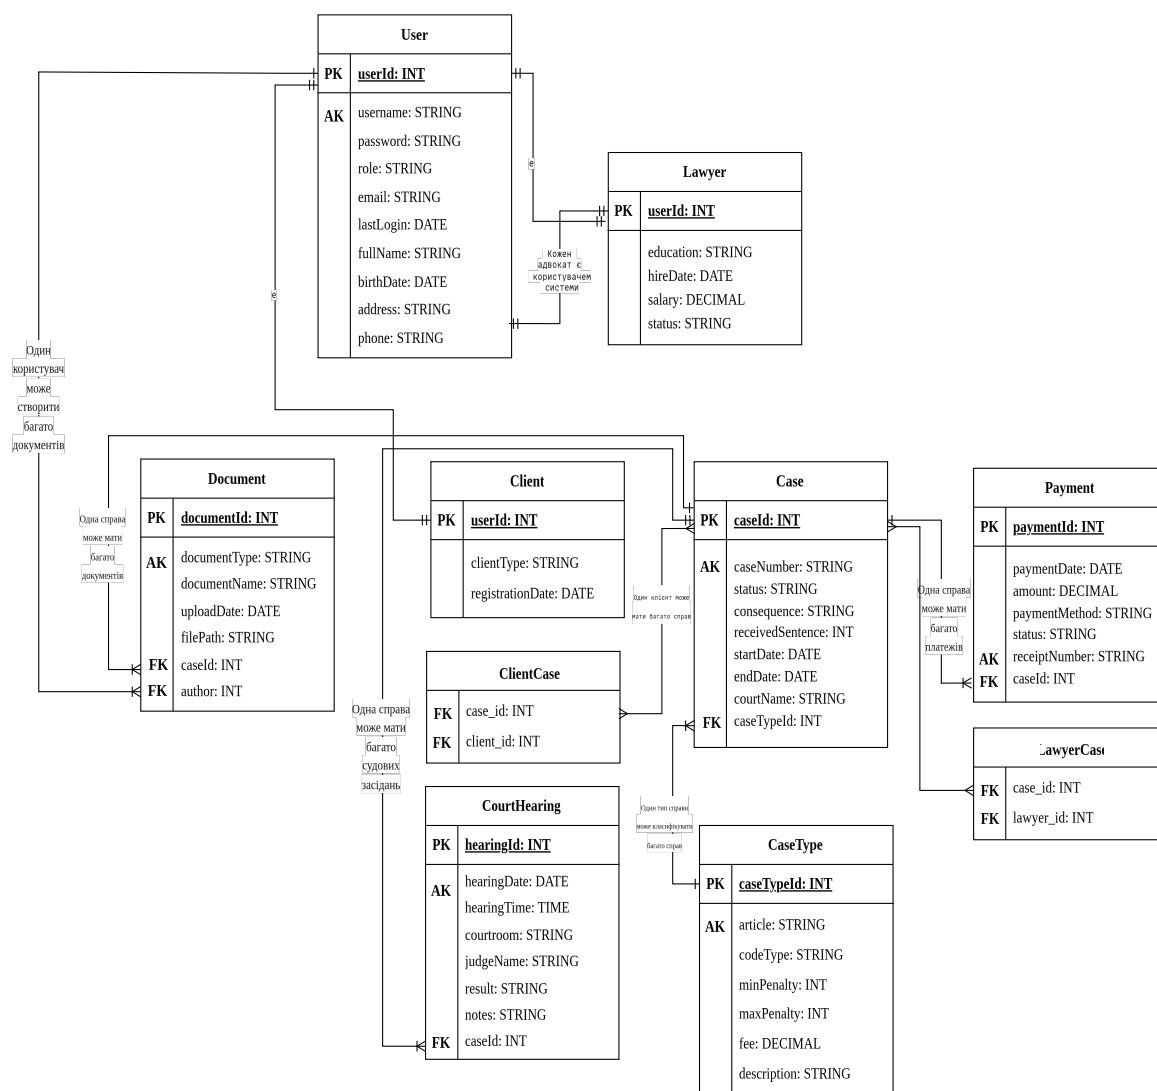 User
PK userId: INT
AK username: STRING
password: STRING
role: STRING
email: STRING
lastLogin: DATE
fullName: STRING
birthDate: DATE
address: STRING
phone: STRING
Lawyer
PK userId: INT
education: STRING
hireDate: DATE
salary: DECIMAL
status: STRING
є
Кожен
адвокат є
користувачем
системи
є
Один
користувач
може
створити
багато
документів
Document
PK documentId: INT
AK documentType: STRING
documentName: STRING
uploadDate: DATE
filePath: STRING
FK caseId: INT
FK author: INT
Одна справа
може мати
багато
документів
Client
PK userId: INT
clientType: STRING
registrationDate: DATE
Один клієнт може
мати багато справ
ClientCase
FK case_id: INT
FK client_id: INT
Одна справа
може мати
багато
судових
засідань
CourtHearing
PK hearingId: INT
AK hearingDate: DATE
hearingTime: TIME
courtroom: STRING
judgeName: STRING
result: STRING
notes: STRING
FK caseId: INT
Case
PK caseId: INT
AK caseNumber: STRING
status: STRING
consequence: STRING
receivedSentence: INT
startDate: DATE
endDate: DATE
courtName: STRING
FK caseTypeId: INT
Один тип справи
може класифікувати
багато справ
CaseType
PK caseTypeId: INT
AK article: STRING
codeType: STRING
minPenalty: INT
maxPenalty: INT
fee: DECIMAL
description: STRING
Одна справа
може мати
багато
платежів
Payment
PK paymentId: INT
paymentDate: DATE
amount: DECIMAL
paymentMethod: STRING
status: STRING
AK receiptNumber: STRING
FK caseId: INT
LawyerCase
FK case_id: INT
FK lawyer_id: INT